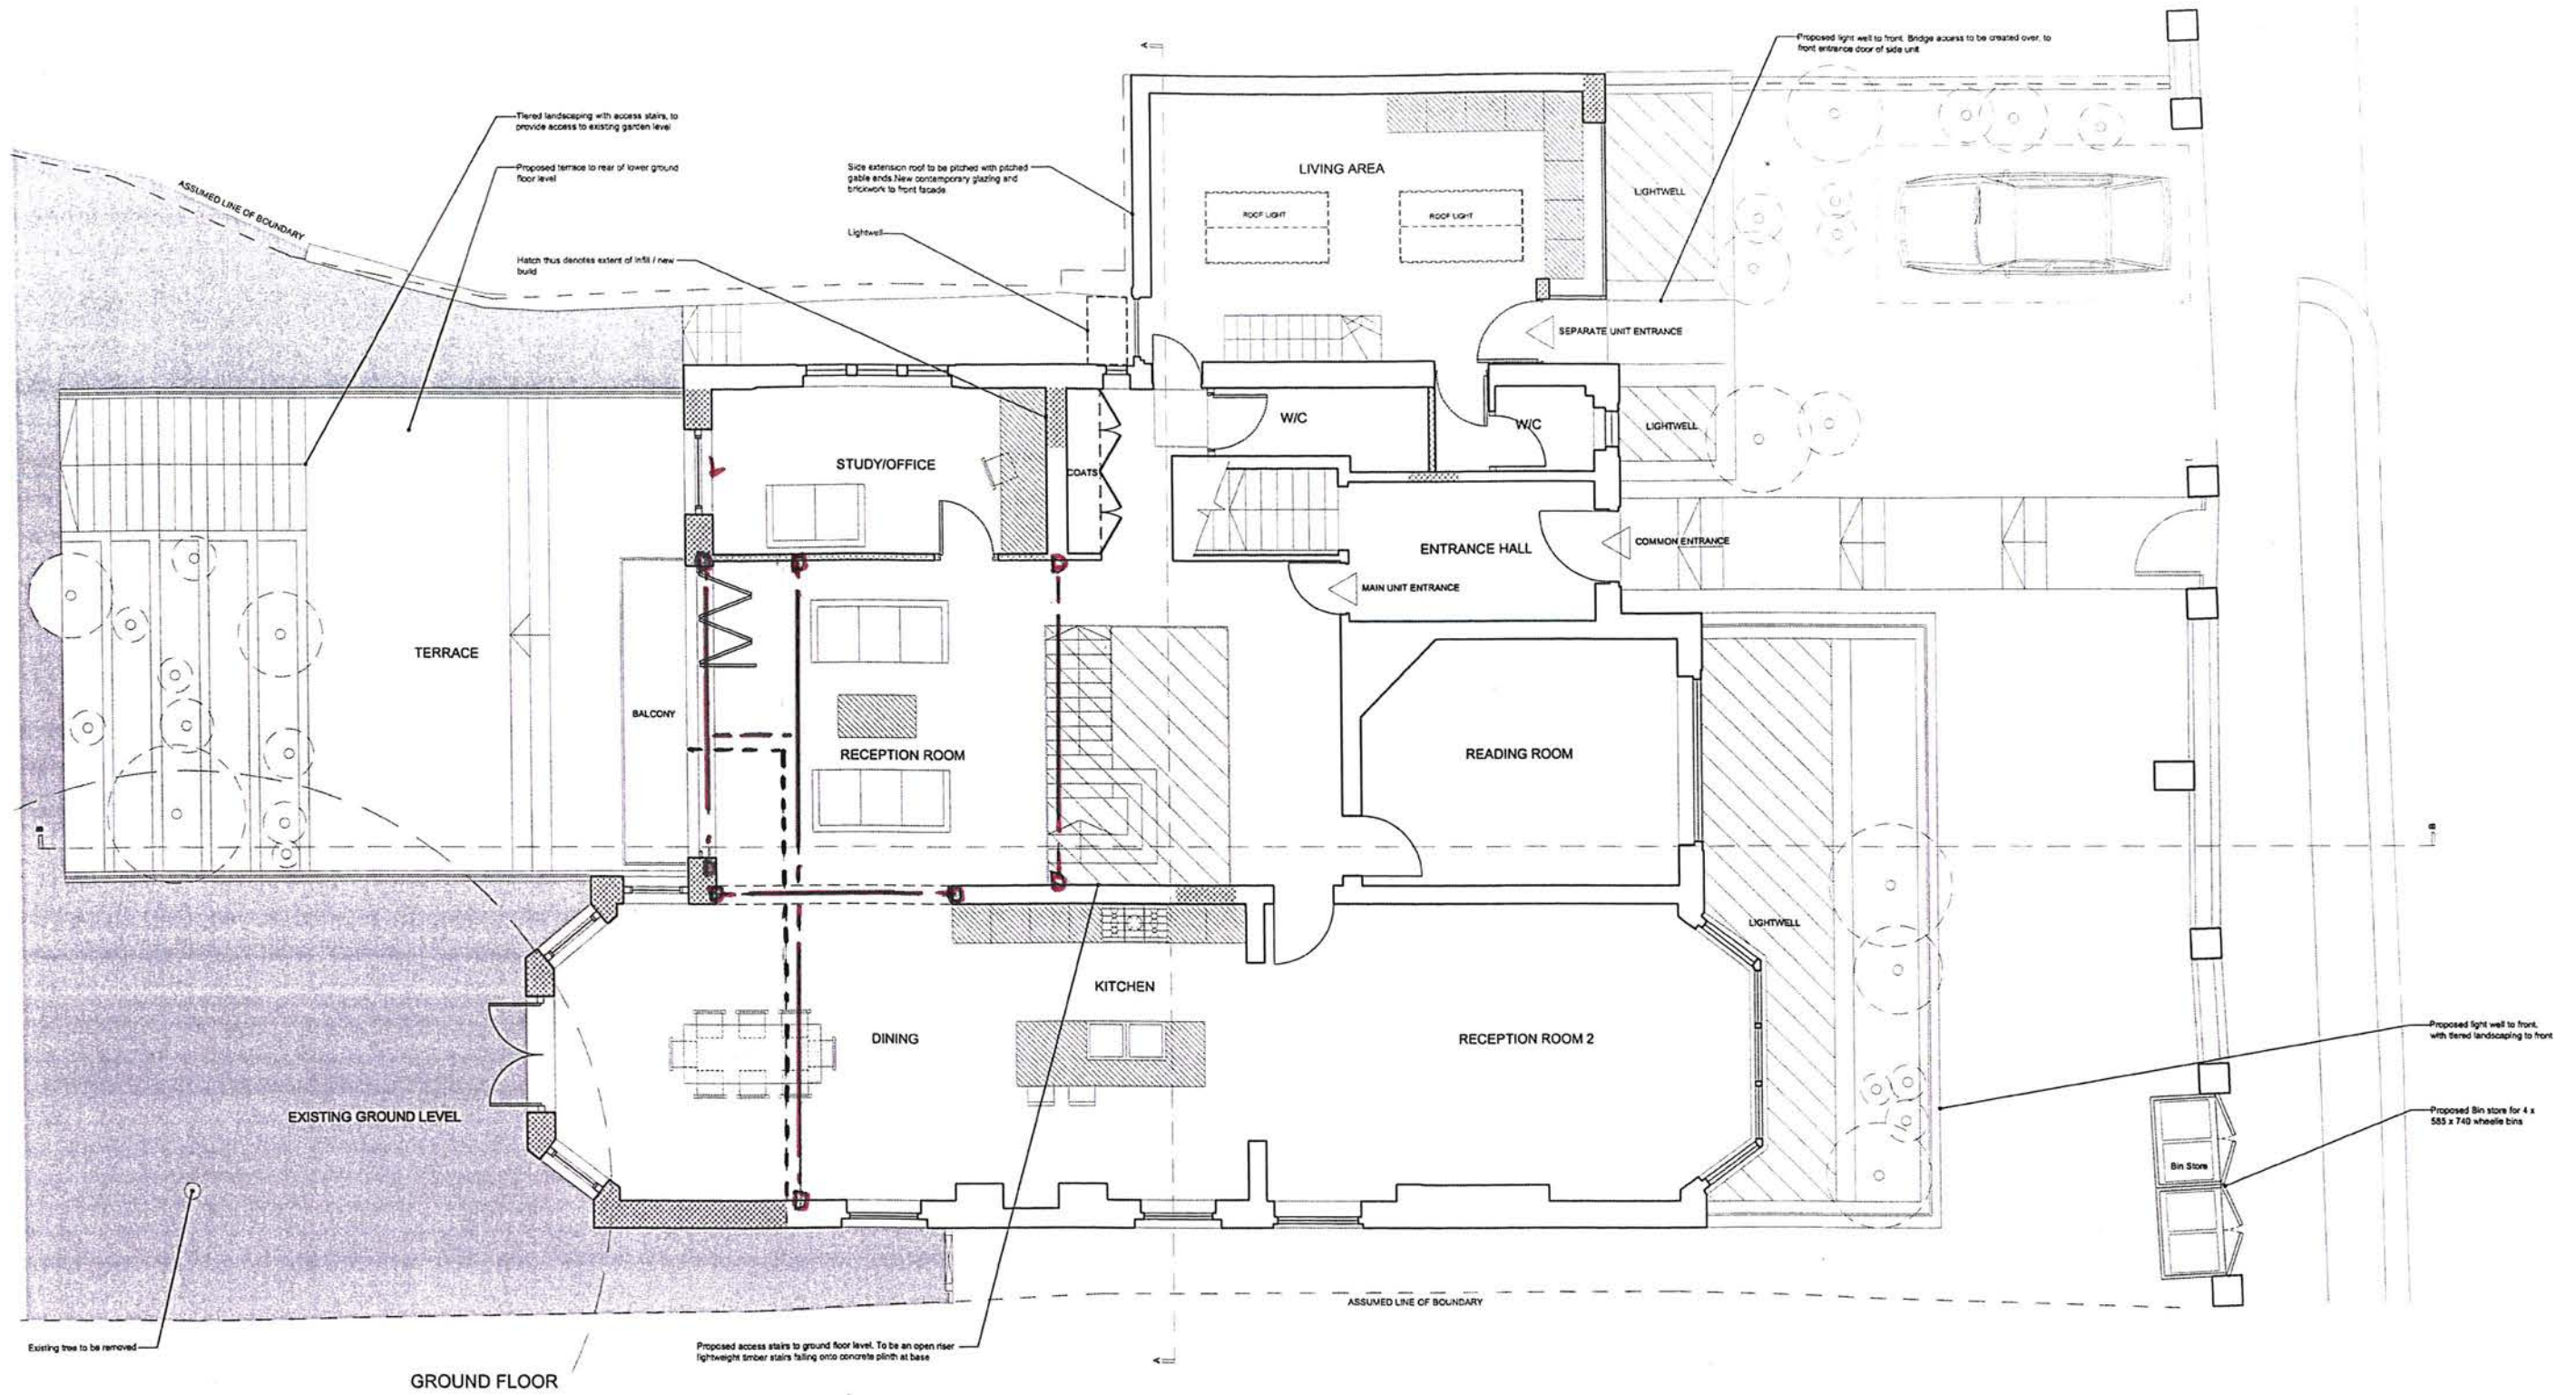 A
Proposed light well to front. Bridge access to be created over, to
front entrance door of side unit
Tiered landscaping with access stairs, to
provide access to existing garden level
Proposed terrace to rear of lower ground
floor level
Side extension roof to be pitched with pitched
gable ends.New contemporary glazing and
brickwork to front facade
Lightwell
Hatch thus denotes extent of infill / new
build
ASSUMED LINE OF BOUNDARY
LIVING AREA
ROOF LIGHT
ROOF LIGHT
LIGHTWELL
SEPARATE UNIT ENTRANCE
W/C
W/C
LIGHTWELL
STUDY/OFFICE
COATS
ENTRANCE HALL
COMMON ENTRANCE
MAIN UNIT ENTRANCE
TERRACE
BALCONY
RECEPTION ROOM
READING ROOM
B
B
LIGHTWELL
KITCHEN
DINING
RECEPTION ROOM 2
EXISTING GROUND LEVEL
Proposed light well to front,
with tiered landscaping to front
Proposed Bin store for 4 x
585 x 740 wheelie bins
Bin Store
ASSUMED LINE OF BOUNDARY
Existing tree to be removed
Proposed access stairs to ground floor level. To be an open riser
lightweight timber stairs falling onto concrete plinth at base
A
GROUND FLOOR